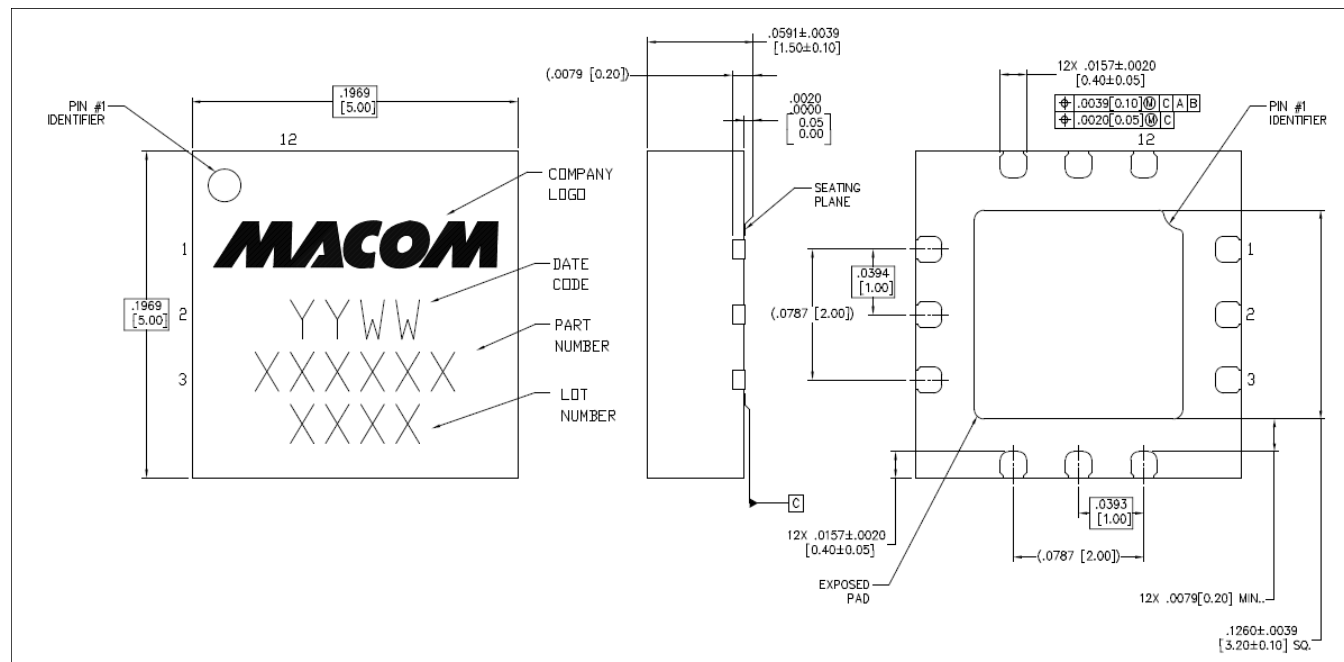 PIN #1
IDENTIFIER
.1969
[5.00]
12
COMPANY
LOGO
MACOM
1
DATE
CODE
.1969
[5.00]
2
YYWW
PART
NUMBER
XXXXXX
3
LOT
NUMBER
XXXX
.0591±.0039
[1.50±0.10]
(.0079 [0.20])
.0020
.0000
[0.05
0.00]
SEATING
PLANE
C
12X .0157±.0020
[0.40±0.05]
⌖ .0039[0.10]Ⓜ C A B
⌖ .0020[0.05]Ⓜ C
12
PIN #1
IDENTIFIER
.0394
[1.00]
(.0787 [2.00])
1
2
3
12X .0157±.0020
[0.40±0.05]
.0393
[1.00]
(.0787 [2.00])
EXPOSED
PAD
12X .0079[0.20] MIN..
.1260±.0039
[3.20±0.10] SQ.